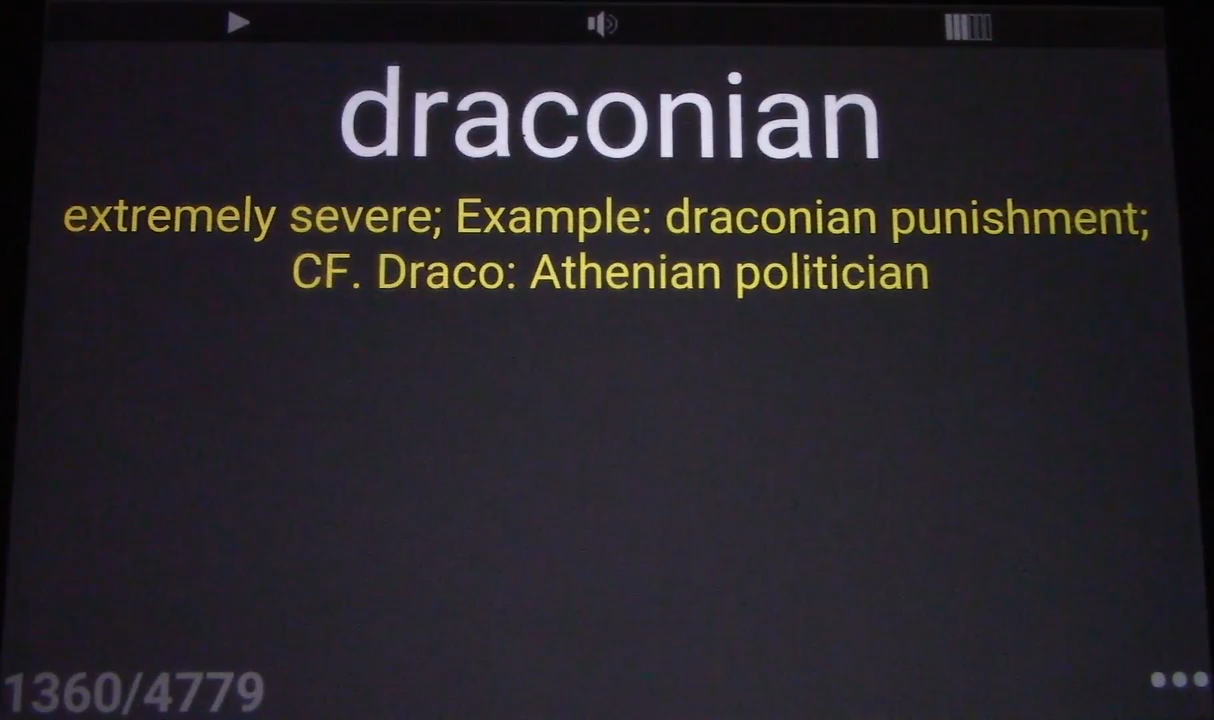 draconian
extremely severe; Example: draconian punishment;
CF. Draco: Athenian politician
1360/4779